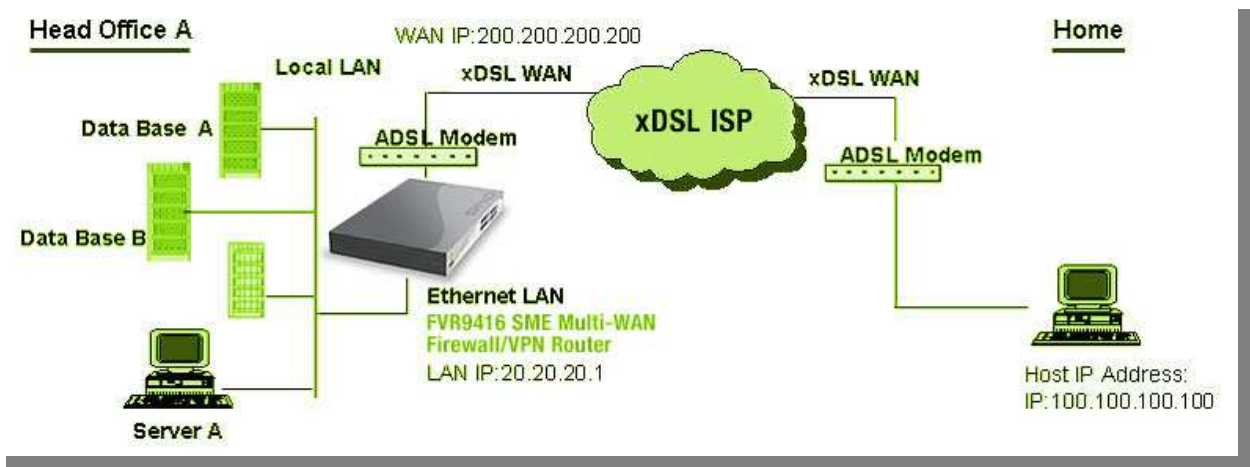 Head Office A
WAN IP:200.200.200.200
Home
Local LAN
xDSL WAN
xDSL WAN
xDSL ISP
Data Base A
ADSL Modem
ADSL Modem
Data Base B
Ethernet LAN
FVR9416 SME Multi-WAN
Firewall/VPN Router
LAN IP:20.20.20.1
Host IP Address:
IP:100.100.100.100
Server A